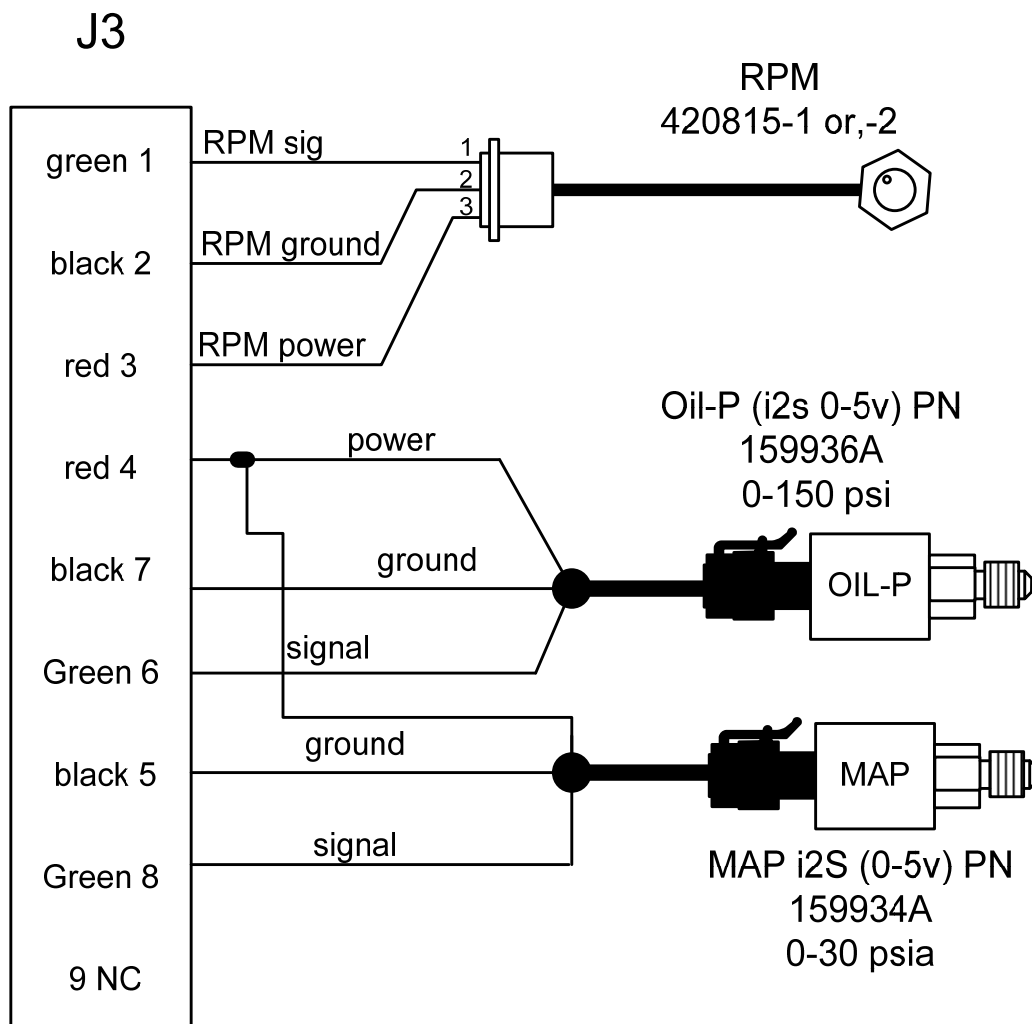 J3
RPM
420815-1 or,-2
green 1
RPM sig
1
2
3
black 2
RPM ground
red 3
RPM power
Oil-P (i2s 0-5v) PN
159936A
0-150 psi
red 4
power
black 7
ground
OIL-P
Green 6
signal
black 5
ground
MAP
Green 8
signal
MAP i2S (0-5v) PN
159934A
0-30 psia
9 NC